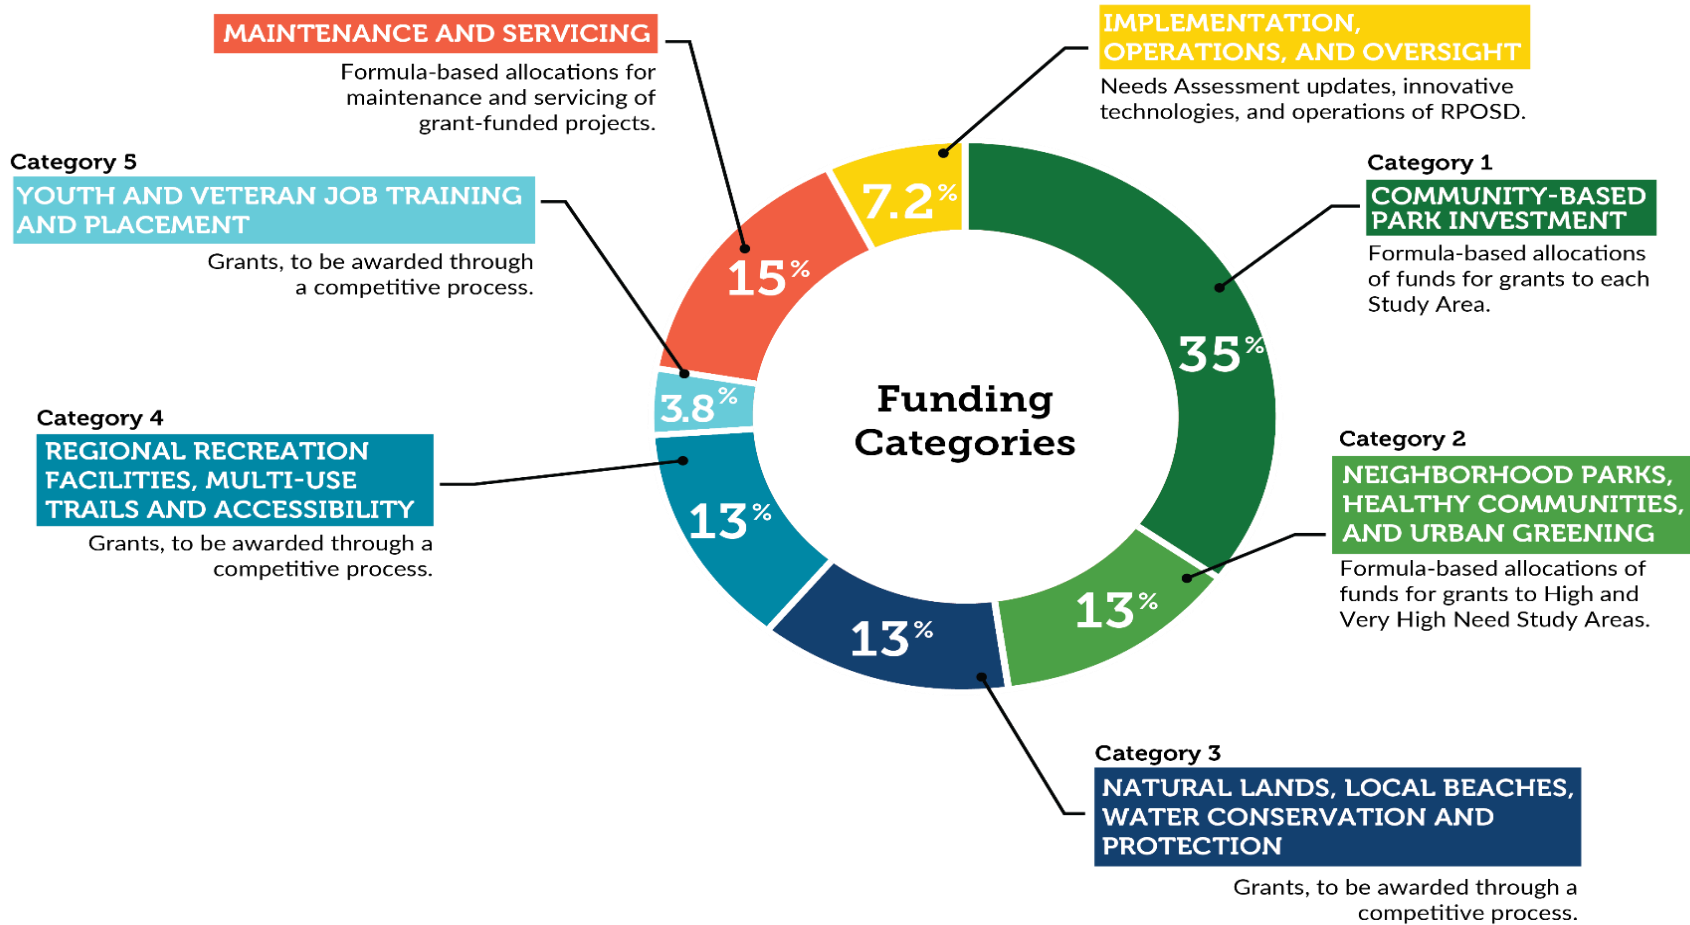 MAINTENANCE AND SERVICING
Formula-based allocations for
maintenance and servicing of
grant-funded projects.
IMPLEMENTATION,
OPERATIONS, AND OVERSIGHT
Needs Assessment updates, innovative
technologies, and operations of RPOSD.
Category 5
YOUTH AND VETERAN JOB TRAINING
AND PLACEMENT
Grants, to be awarded through
a competitive process.
Category 1
COMMUNITY-BASED
PARK INVESTMENT
Formula-based allocations
of funds for grants to each
Study Area.
7.2%
15%
35%
3.8%
Funding
Categories
Category 4
REGIONAL RECREATION
FACILITIES, MULTI-USE
TRAILS AND ACCESSIBILITY
Grants, to be awarded through a
competitive process.
13%
13%
13%
Category 2
NEIGHBORHOOD PARKS,
HEALTHY COMMUNITIES,
AND URBAN GREENING
Formula-based allocations of
funds for grants to High and
Very High Need Study Areas.
Category 3
NATURAL LANDS, LOCAL BEACHES,
WATER CONSERVATION AND
PROTECTION
Grants, to be awarded through a
competitive process.